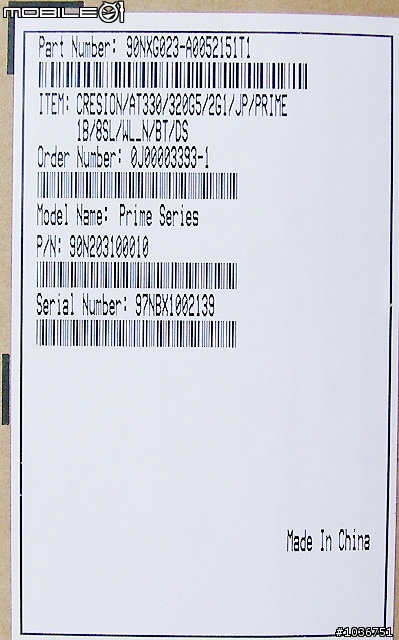 MOBILE01
Part Number: 90NXG023-A0052151T1
ITEM: CRESION/AT330/320G5/2G1/JP/PRIME
1B/8SL/WL_N/BT/DS
Order Number: 0J00003393-1
Model Name: Prime Series
P/N: 90N203100010
Serial Number: 97NBX1002139
Made In China
#1036751